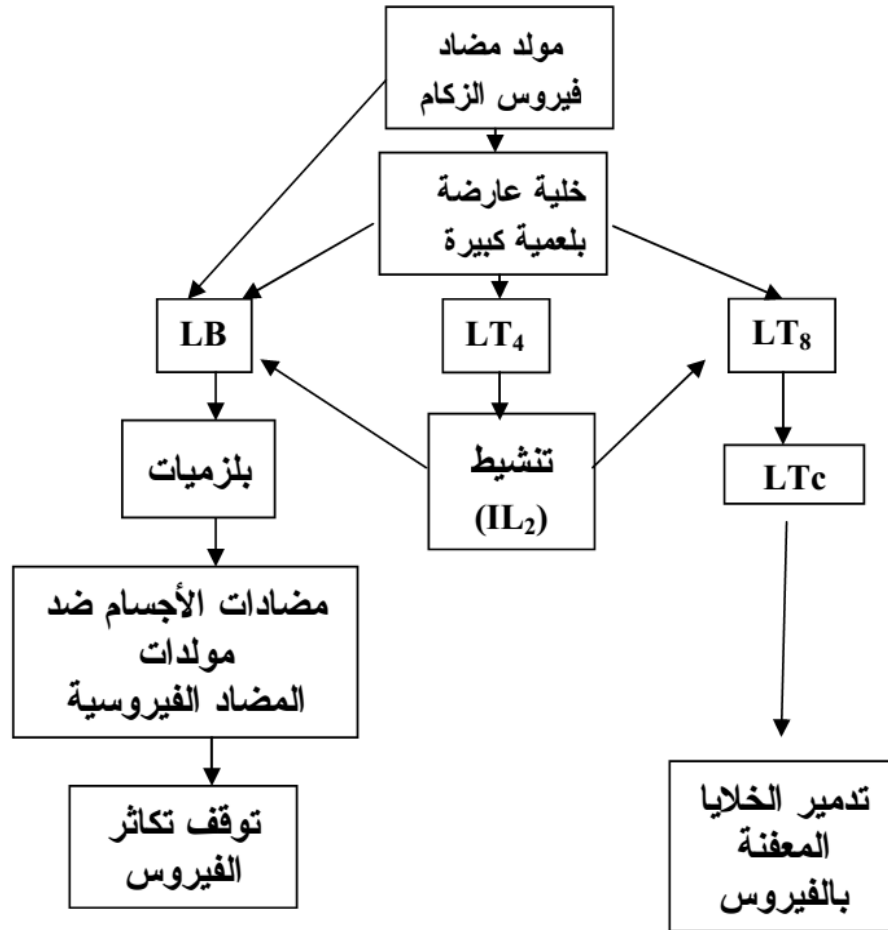 مولد مضاد
فيروس الزكام
خلية عارضة
بلعمية كبيرة
LB
LT₄
LT₈
بلزميات
تنشيط
(IL₂)
LTc
مضادات الأجسام ضد
مولدات
المضاد الفيروسية
توقف تكاثر
الفيروس
تدمير الخلايا
المعفنة
بالفيروس